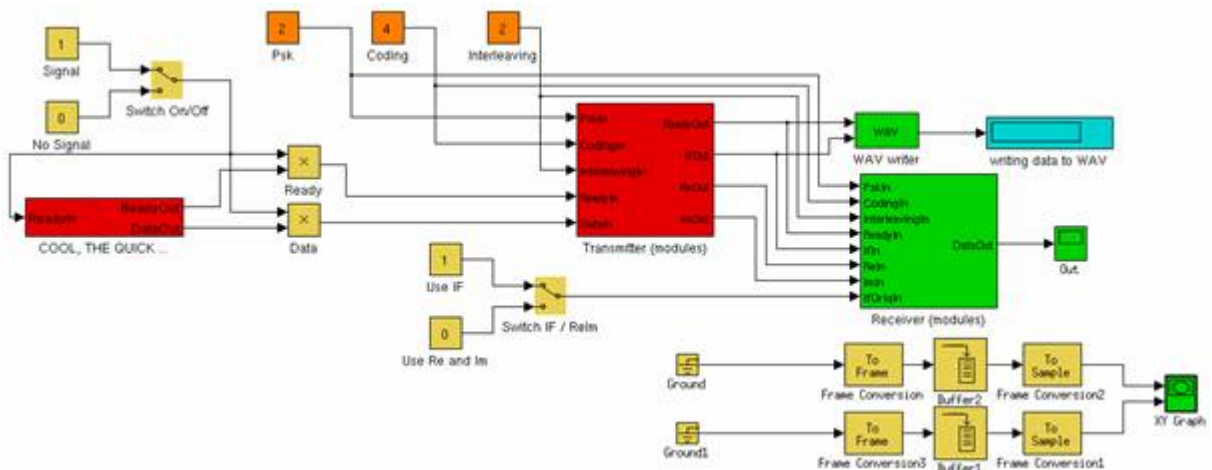 2
4
2
Psk
Coding
Interleaving
1
Signal
0
No Signal
Switch On/Off
ReadyIn
ReadyOut
DataOut
COOL, THE QUICK ...
×
Ready
×
Data
PskIn
CodingIn
InterleavingIn
ReadyIn
DataIn
ReadyOut
IfOut
ReOut
ImOut
Transmitter (modules)
WAV
WAV writer
writing data to WAV
PskIn
CodingIn
InterleavingIn
ReadyIn
IfIn
ReIn
ImIn
IfOrigIn
DataOut
Receiver (modules)
Out
1
Use IF
0
Use Re and Im
Switch IF / ReIm
Ground
To
Frame
Frame Conversion
Buffer2
To
Sample
Frame Conversion2
Ground1
To
Frame
Frame Conversion3
Buffer1
To
Sample
Frame Conversion1
XY Graph